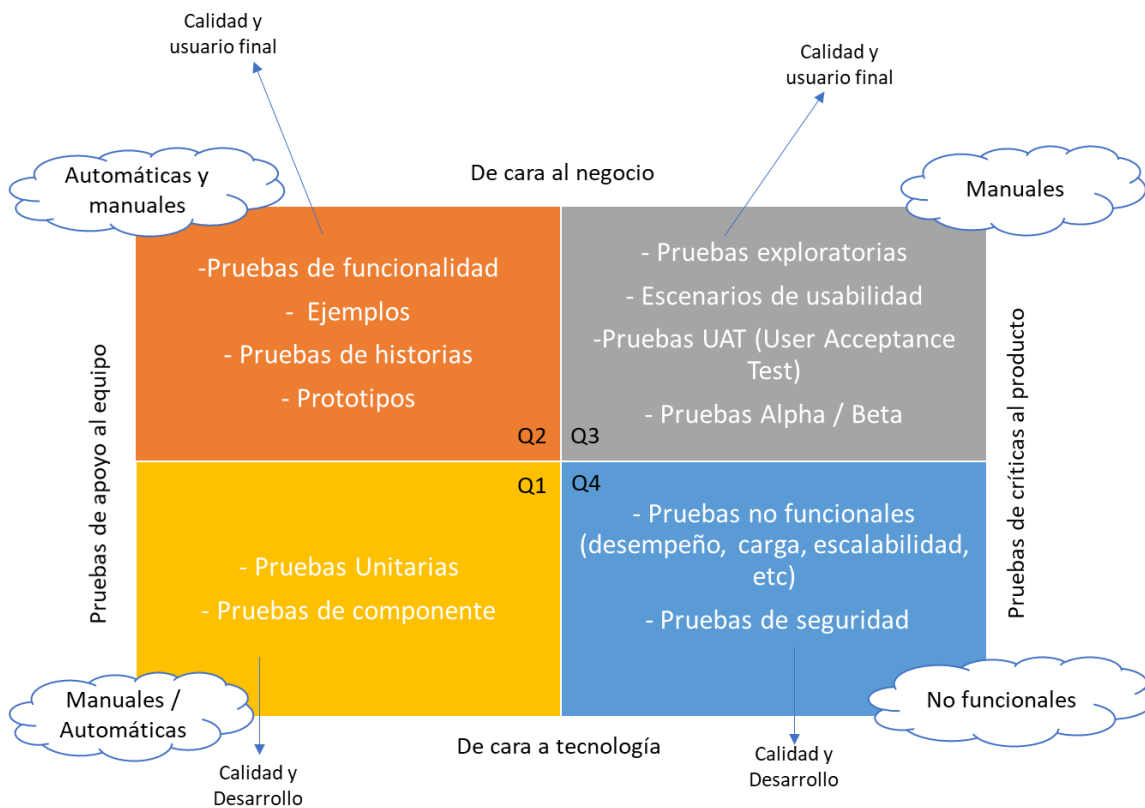 Calidad y
usuario final
Calidad y
usuario final
Automáticas y
manuales
De cara al negocio
Manuales
-Pruebas de funcionalidad
- Ejemplos
- Pruebas de historias
- Prototipos
Q2
- Pruebas exploratorias
- Escenarios de usabilidad
-Pruebas UAT (User Acceptance
Test)
- Pruebas Alpha / Beta
Q3
Pruebas de apoyo al equipo
Pruebas de críticas al producto
Q1
- Pruebas Unitarias
- Pruebas de componente
Q4
- Pruebas no funcionales
(desempeño, carga, escalabilidad,
etc)
- Pruebas de seguridad
Manuales /
Automáticas
No funcionales
De cara a tecnología
Calidad y
Desarrollo
Calidad y
Desarrollo